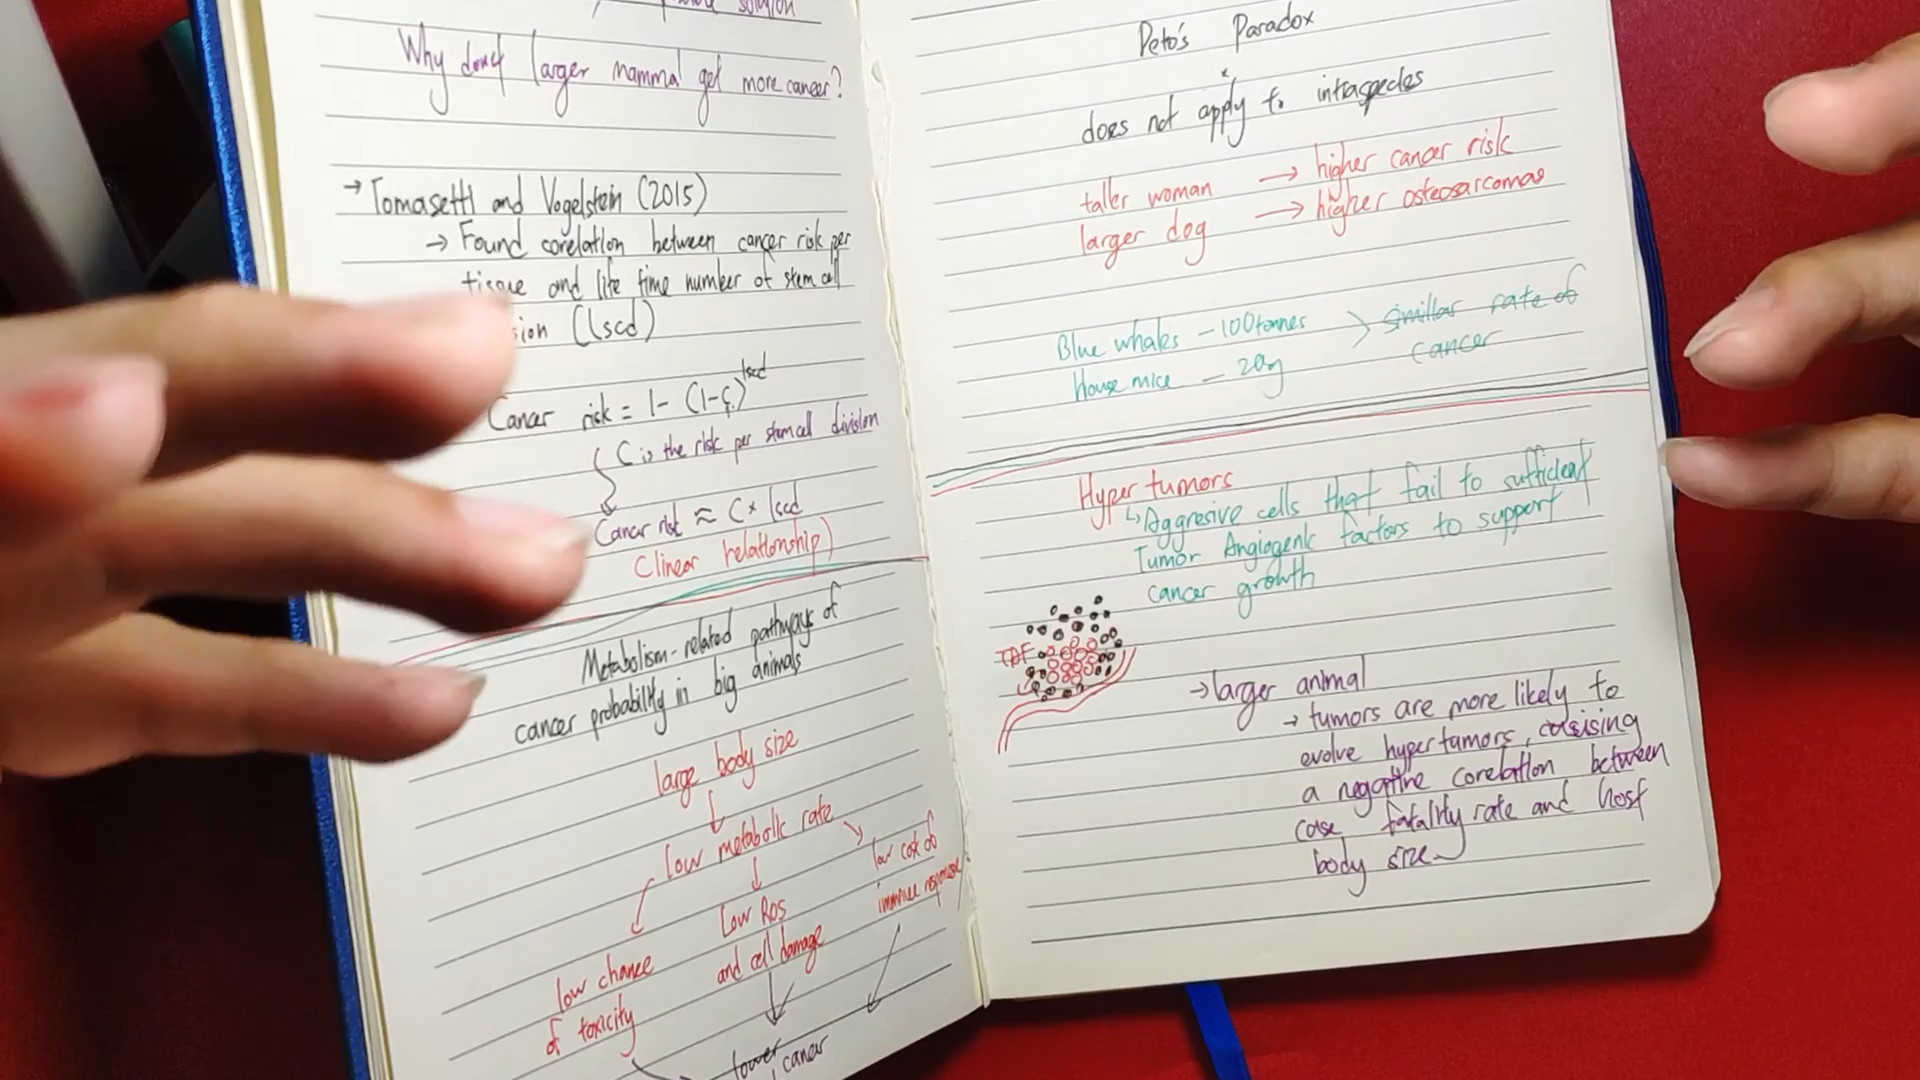 solution
Why don't larger mammal get more cancer?
→ Tomasetti and Vogelstein (2015)
→ Found corelation between cancer risk per
tissue and life time number of stem cell
sion (lscd)
Cancer risk = 1 - (1-c)^lscd
C is the risk per stem cell division
Cancer risk ≈ C × lscd
(linear relationship)
Metabolism-related pathways of
cancer probability in big animals
large body size
↓
low metabolic rate
low cost of
immune response
Low ROS
and cell damage
low chance
of toxicity
lower
cancer
Peto's Paradox
does not apply to intraspecies
taller woman → higher cancer risk
larger dog → higher osteosarcomas
Blue whales - 100 tonnes
House mice - 20g
similar rate of
cancer
Hyper tumors
↳ Aggresive cells that fail to sufficient
Tumor Angiogenic factors to support
cancer growth
TAF
→ larger animal
→ tumors are more likely to
evolve hypertumors, causising
a negative corelation between
case fatality rate and host
body size